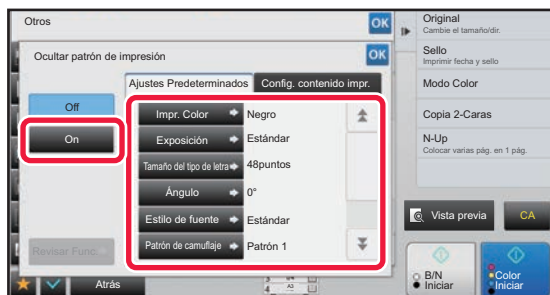 Otros
OK
Ocultar patrón de impresión
OK
Ajustes Predeterminados
Config. contenido impr.
Off
On
Impr. Color
Negro
Exposición
Estándar
Tamaño del tipo de letra
48puntos
Ángulo
0°
Estilo de fuente
Estándar
Patrón de camuflaje
Patrón 1
Revisar Func.
Atrás
Original
Cambie el tamaño/dir.
Sello
Imprimir fecha y sello
Modo Color
Copia 2-Caras
N-Up
Colocar varias pág. en 1 pág.
Vista previa
CA
B/N
Iniciar
Color
Iniciar